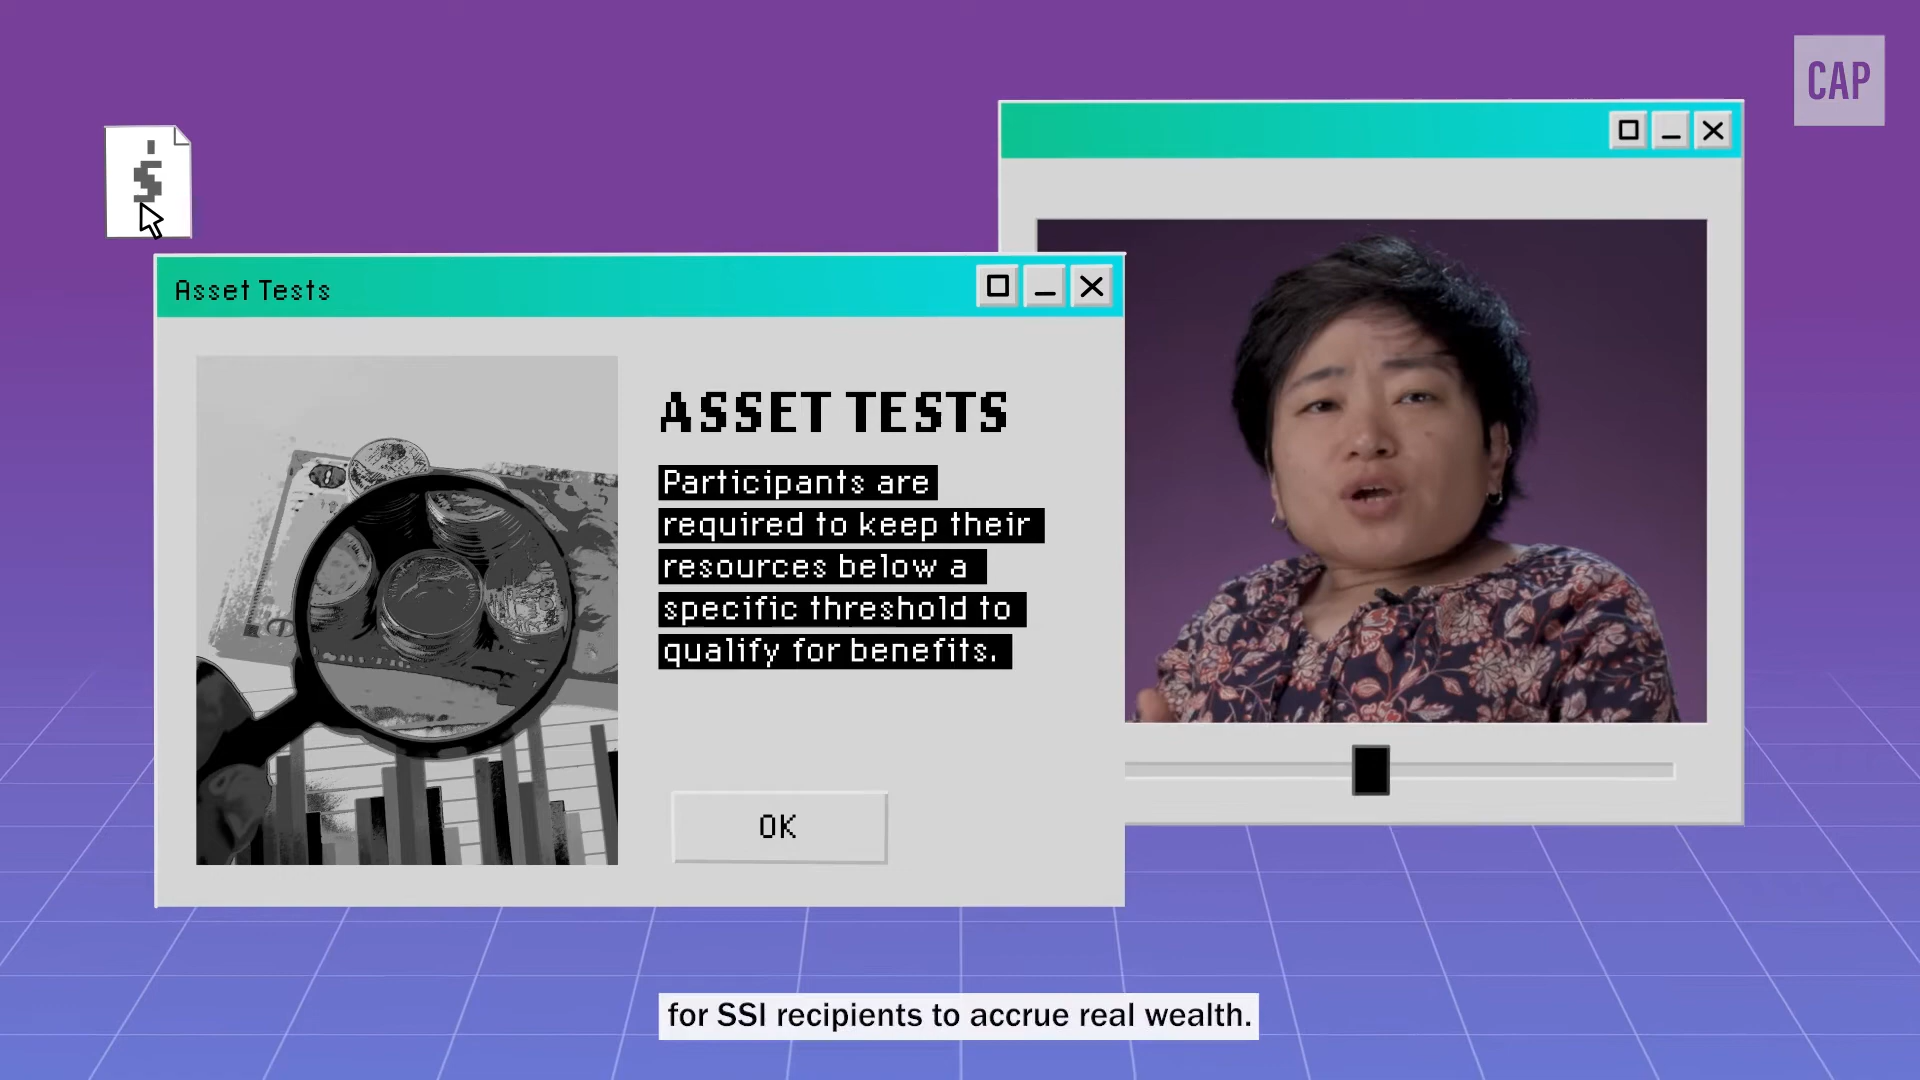 CAP
$
Asset Tests
ASSET TESTS
Participants are
required to keep their
resources below a
specific threshold to
qualify for benefits.
OK
for SSI recipients to accrue real wealth.